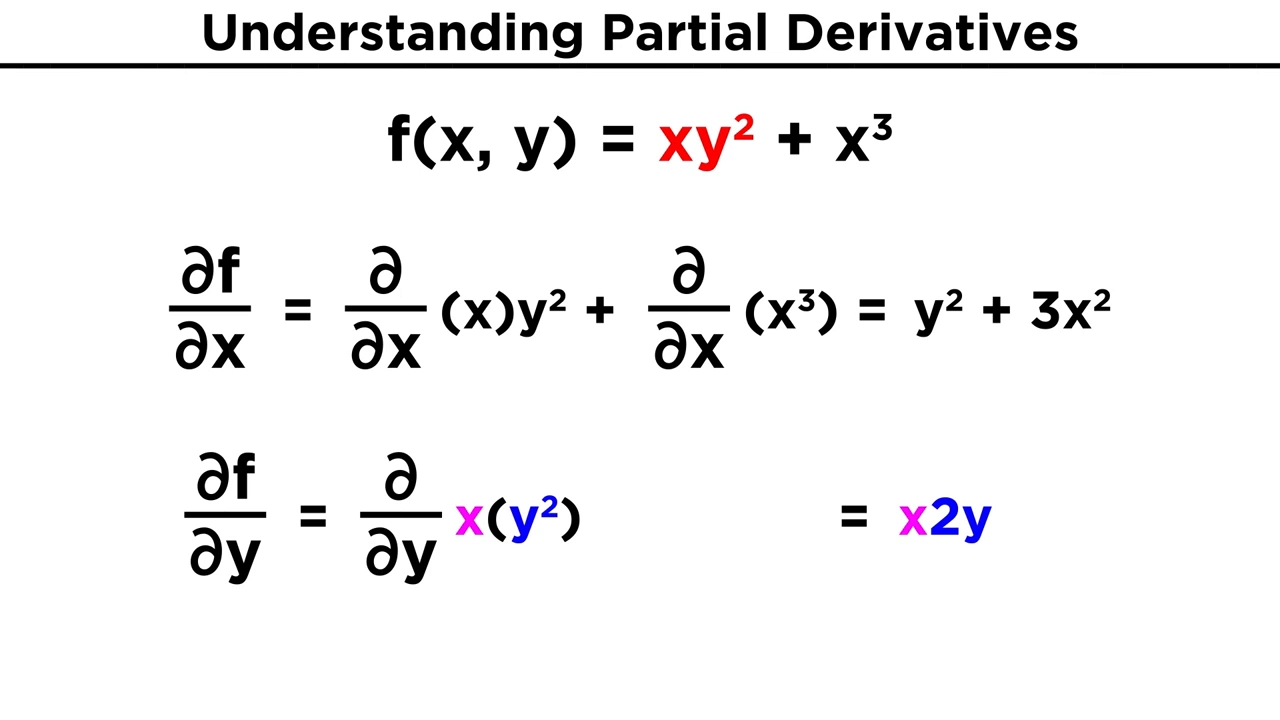 Understanding Partial Derivatives
f(x, y) = xy² + x³
∂f/∂x = ∂/∂x (x)y² + ∂/∂x (x³) = y² + 3x²
∂f/∂y = ∂/∂y x(y²) = x2y